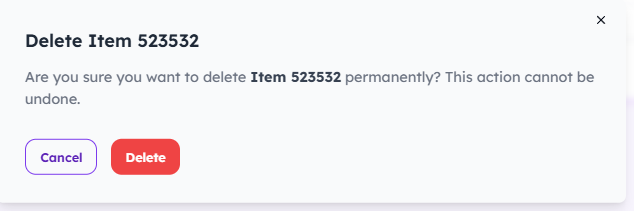 Delete Item 523532
Are you sure you want to delete Item 523532 permanently? This action cannot be
undone.
Cancel
Delete